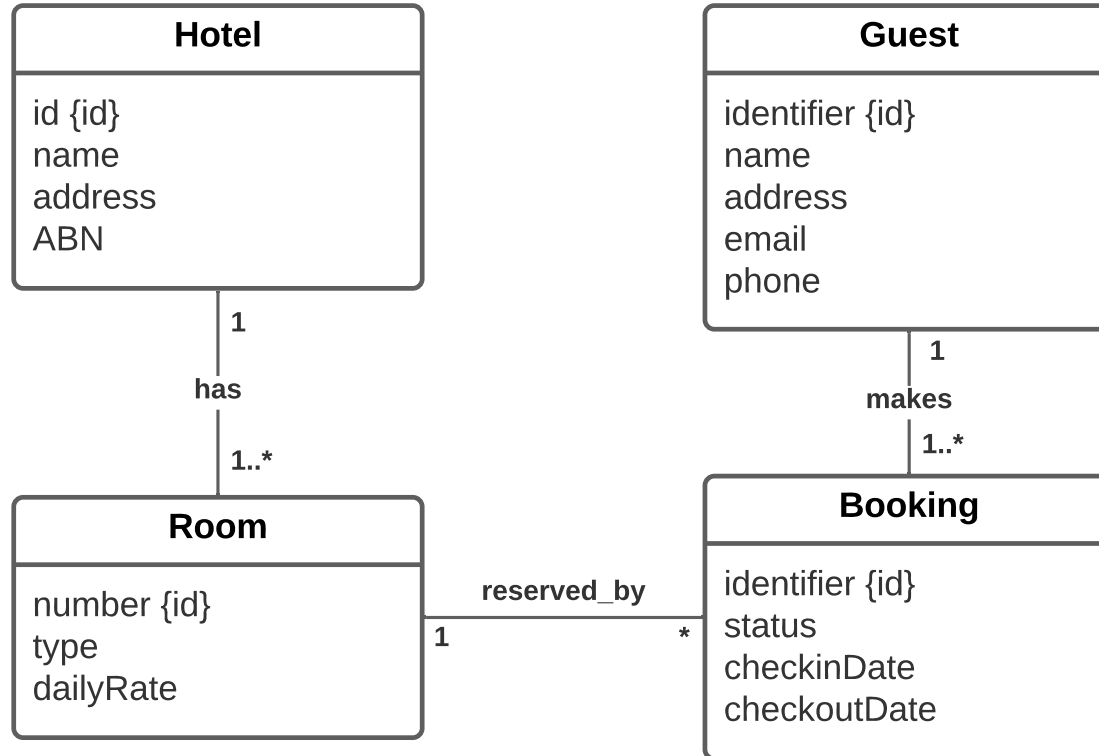 Hotel
id {id}
name
address
ABN
Guest
identifier {id}
name
address
email
phone
1
has
1..*
1
makes
1..*
Room
number {id}
type
dailyRate
reserved_by
1
*
Booking
identifier {id}
status
checkinDate
checkoutDate